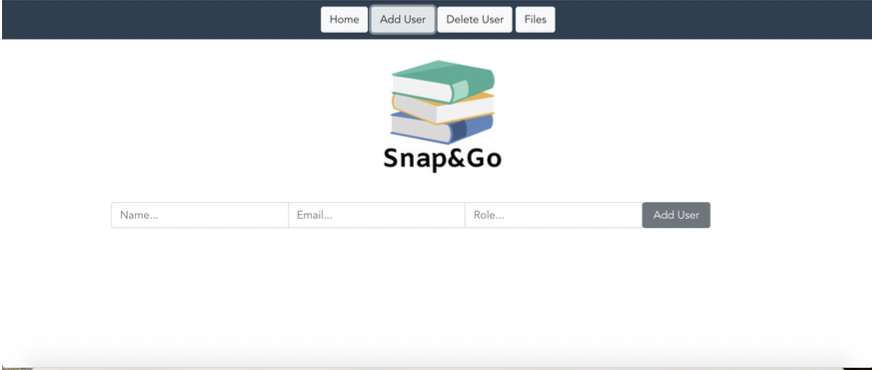 Home Add User Delete User Files
Snap&Go
Name... Email... Role... Add User